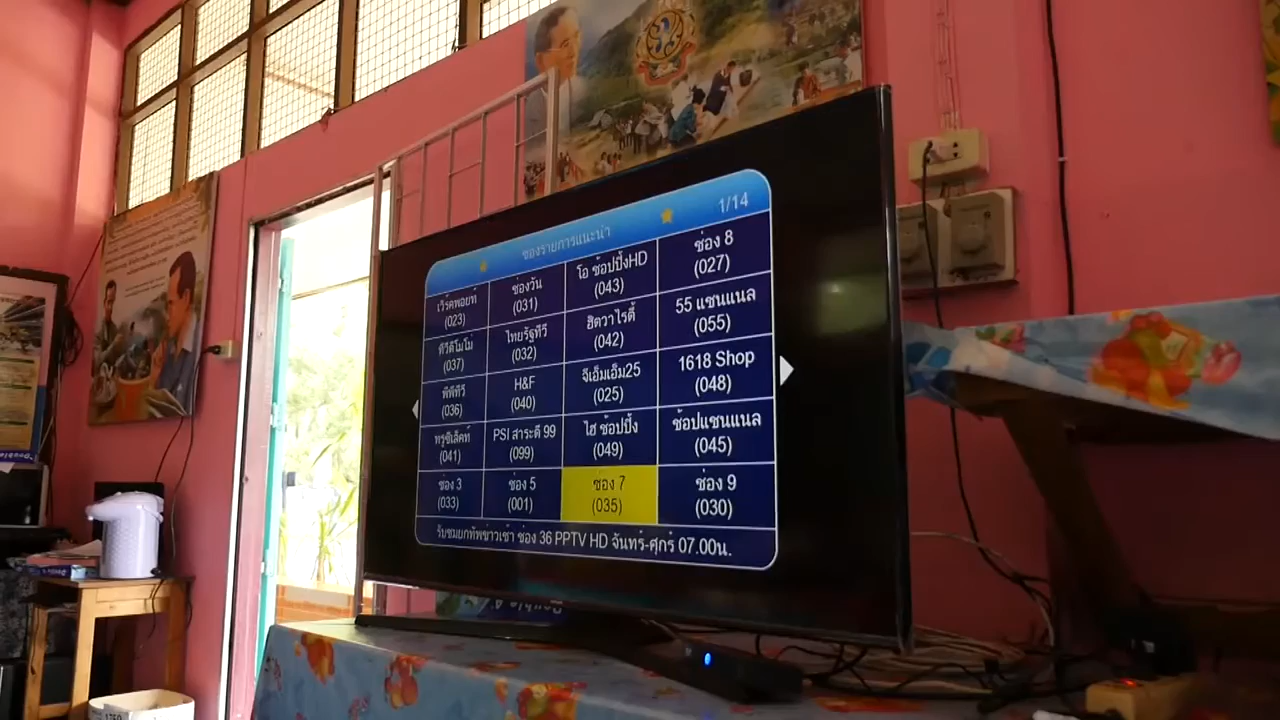 ช่องรายการแนะนำ 1/14
เวิร์คพอยท์ ช่องวัน โอ ช้อปปิ้งHD ช่อง 8
(023) (031) (043) (027)
ทีวีดีโมโม่ ไทยรัฐทีวี ฮิตวาไรตี้ 55 แชนแนล
(037) (032) (042) (055)
พีพีทีวี H&F จีเอ็มเอ็ม25 1618 Shop
(036) (040) (025) (048)
ทรูซีเล็คท์ PSI สาระดี 99 ไฮ ช้อปปิ้ง ช้อปแชนแนล
(041) (099) (049) (045)
ช่อง 3 ช่อง 5 ช่อง 7 ช่อง 9
(033) (001) (035) (030)
รับชมยกทัพข่าวเช้า ช่อง 36 PPTV HD จันทร์-ศุกร์ 07.00น.